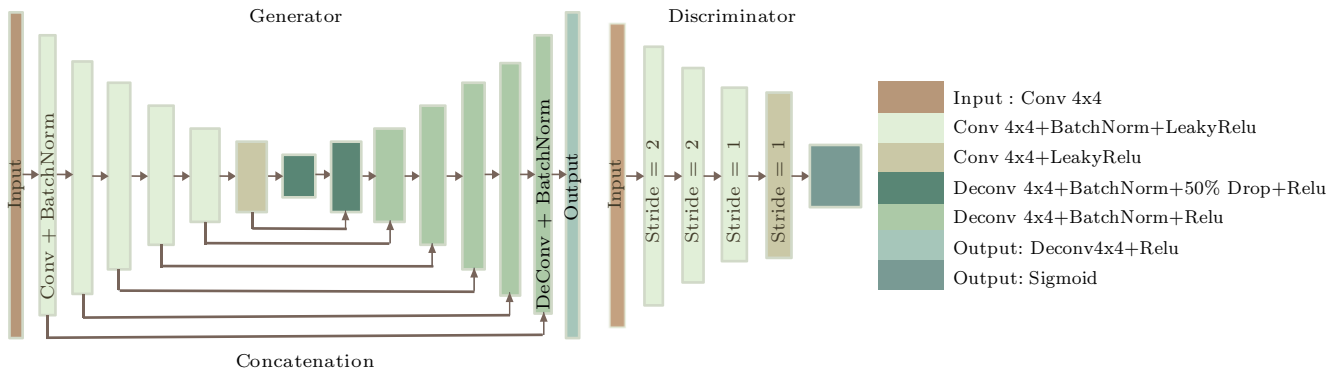 Generator
Discriminator
Input
Conv + BatchNorm
DeConv + BatchNorm
Output
Concatenation
Input
Stride = 2
Stride = 2
Stride = 1
Stride = 1
Input : Conv 4x4
Conv 4x4+BatchNorm+LeakyRelu
Conv 4x4+LeakyRelu
Deconv 4x4+BatchNorm+50% Drop+Relu
Deconv 4x4+BatchNorm+Relu
Output: Deconv4x4+Relu
Output: Sigmoid